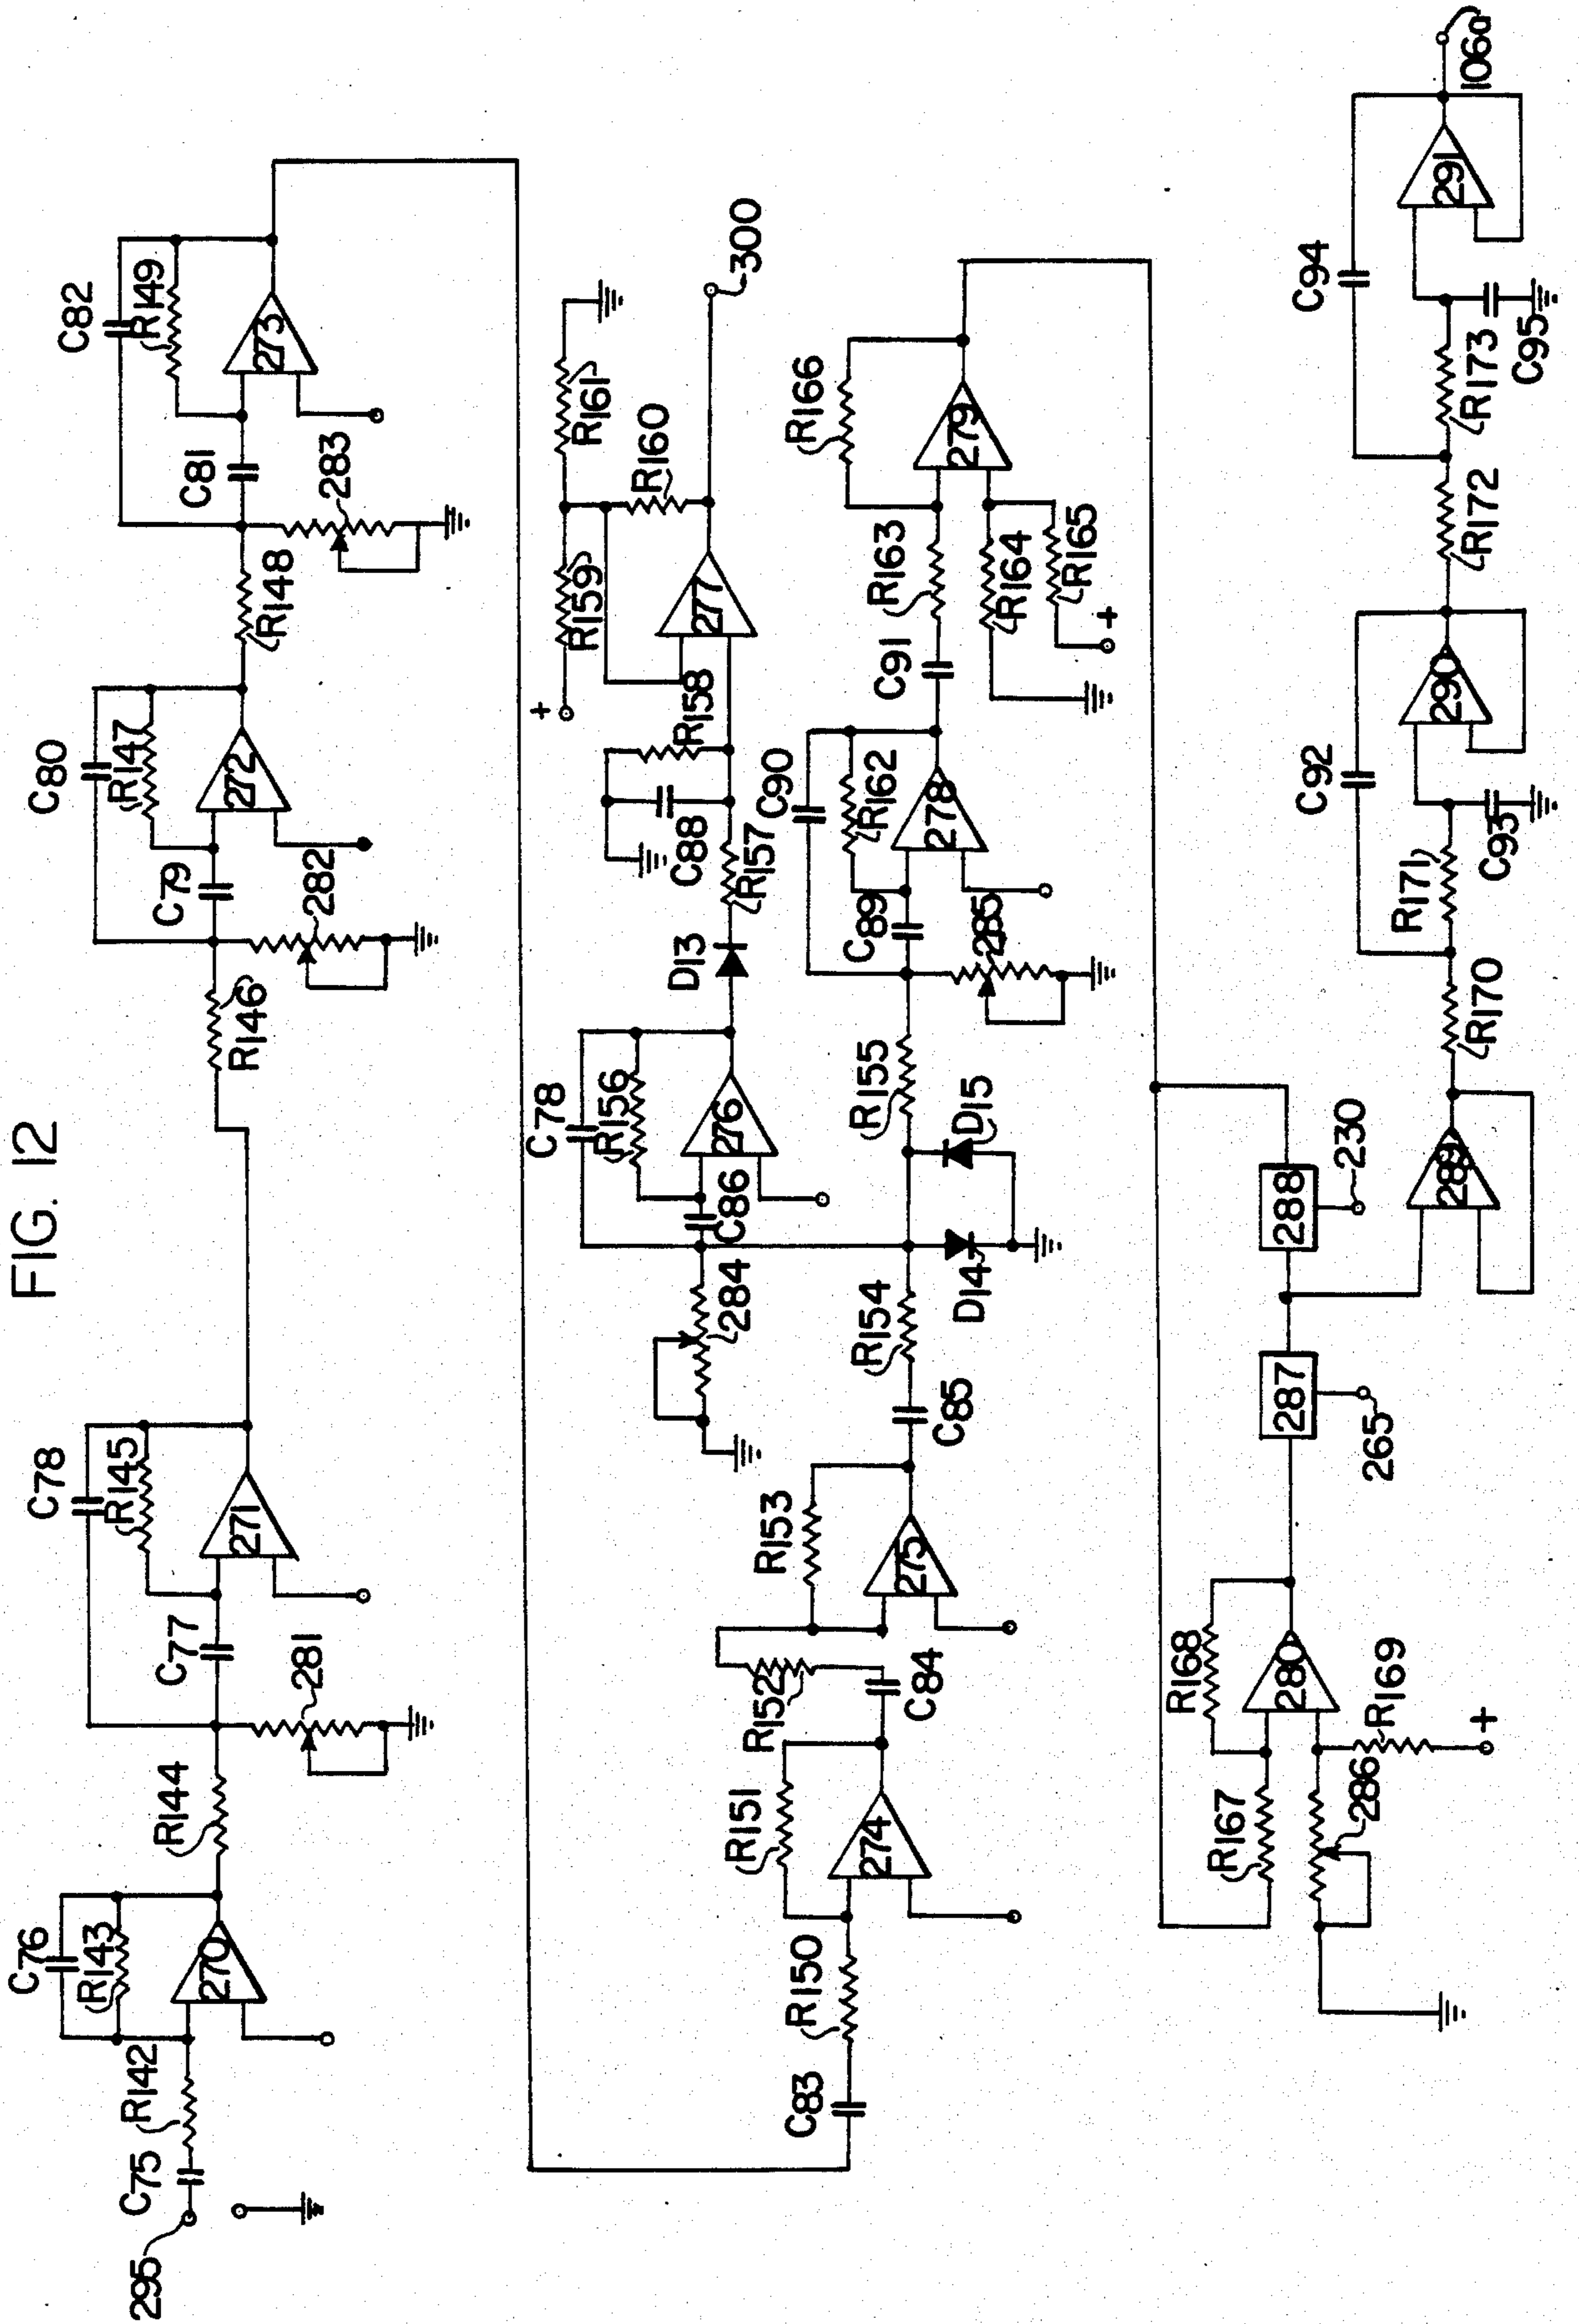 FIG. 12
295
C75
R142
C76
R143
270
R144
281
C77
C78
R145
271
R146
282
C79
C80
R147
272
R148
283
C81
C82
R149
273
C83
R150
R151
274
C84
R152
R153
275
C85
R154
D14
D15
R155
284
C86
C78
R156
276
D13
R157
C88
R158
277
+
R159
R160
R161
300
285
C89
C90
R162
278
C91
R163
R164
R165
+
R166
279
R167
286
R168
280
R169
+
287
265
288
230
289
R170
R171
C93
C92
290
R172
R173
C95
C94
291
106a